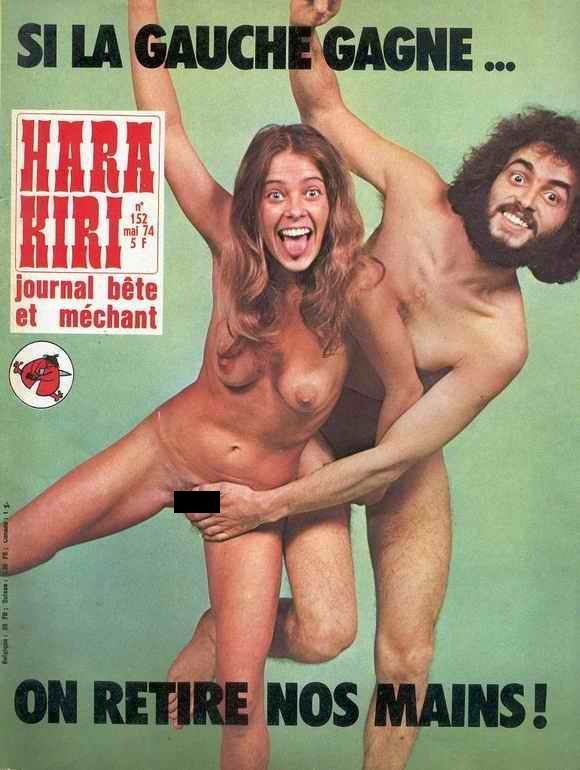 SI LA GAUCHE GAGNE ...
HARA
KIRI
n°
152
mai 74
5 F
journal bête
et méchant
ON RETIRE NOS MAINS !